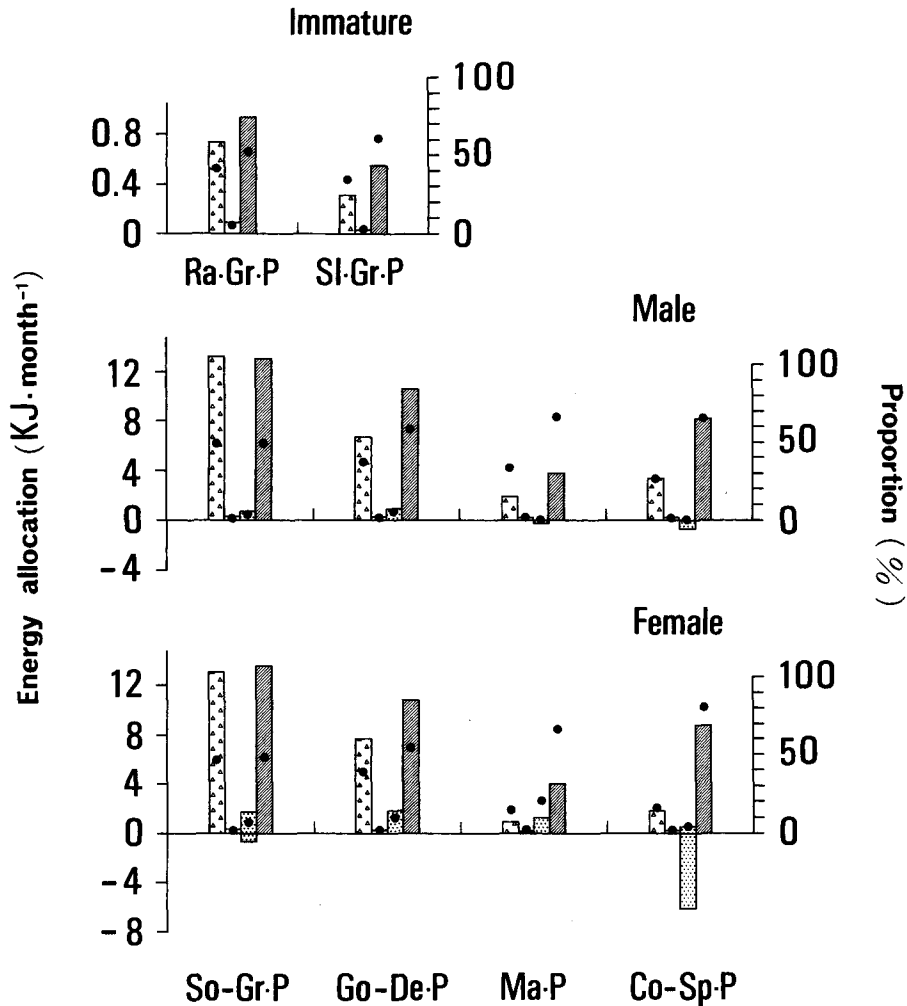 Immature
100
0.8
50
0.4
0
0
Ra·Gr·P
Sl·Gr·P
Male
12
100
8
4
50
0
0
-4
Female
12
100
8
4
50
0
0
-4
-8
So-Gr·P
Go-De·P
Ma·P
Co-Sp·P
Energy allocation (KJ·month⁻¹)
Proportion (%)